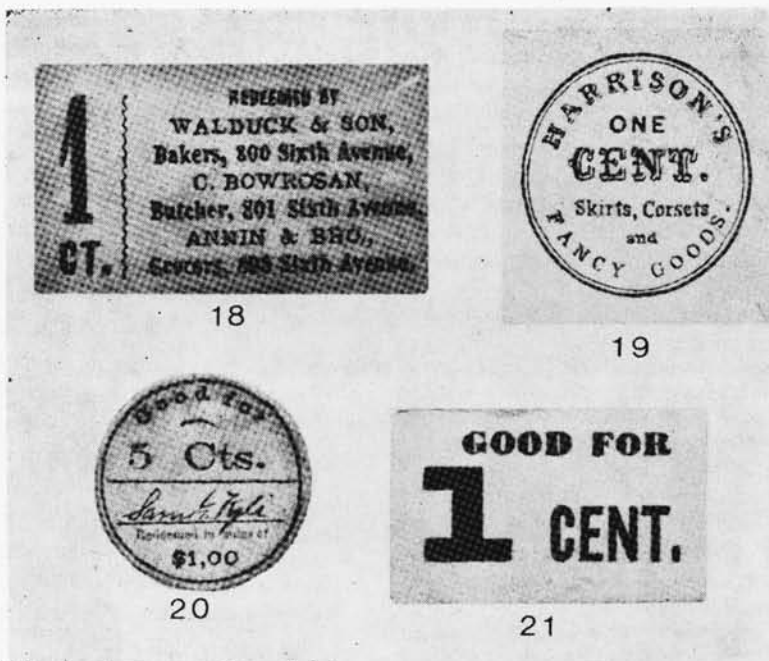 1
CT.
REDEEMED BY
WALDUCK & SON,
Bakers, 800 Sixth Avenue,
C. BOWROSAN,
Butcher, 801 Sixth Avenue,
ANNIN & BRO.,
Grocers, Sixth Avenue,
18
HARRISON'S
ONE
CENT.
Skirts, Corsets
and
FANCY GOODS.
19
Good for
5 Cts.
Redeemed in sums of
$1,00
20
GOOD FOR
1 CENT.
21